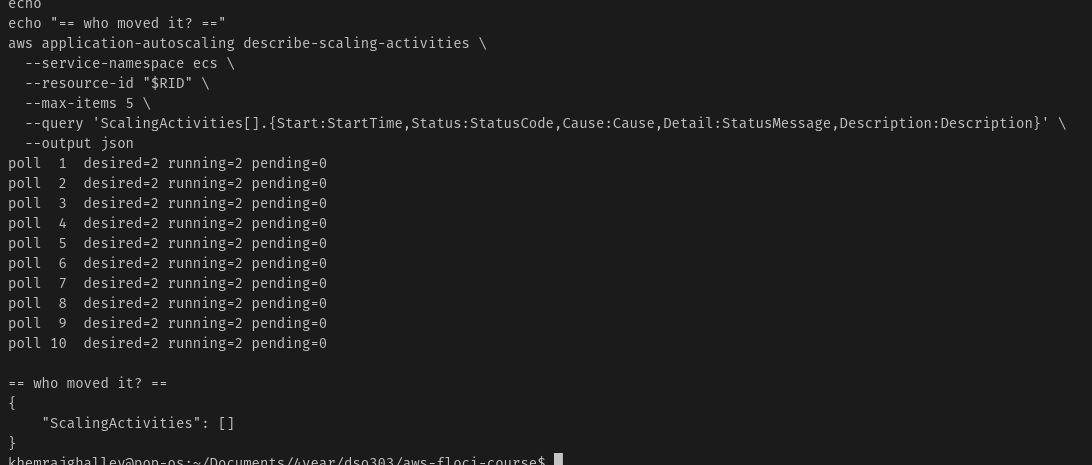 echo
echo "== who moved it? =="
aws application-autoscaling describe-scaling-activities \
  --service-namespace ecs \
  --resource-id "$RID" \
  --max-items 5 \
  --query 'ScalingActivities[].{Start:StartTime,Status:StatusCode,Cause:Cause,Detail:StatusMessage,Description:Description}' \
  --output json
poll  1  desired=2 running=2 pending=0
poll  2  desired=2 running=2 pending=0
poll  3  desired=2 running=2 pending=0
poll  4  desired=2 running=2 pending=0
poll  5  desired=2 running=2 pending=0
poll  6  desired=2 running=2 pending=0
poll  7  desired=2 running=2 pending=0
poll  8  desired=2 running=2 pending=0
poll  9  desired=2 running=2 pending=0
poll 10  desired=2 running=2 pending=0

== who moved it? ==
{
    "ScalingActivities": []
}
khemrajghalley@pop-os:~/Documents/4year/dso303/aws-floci-course$